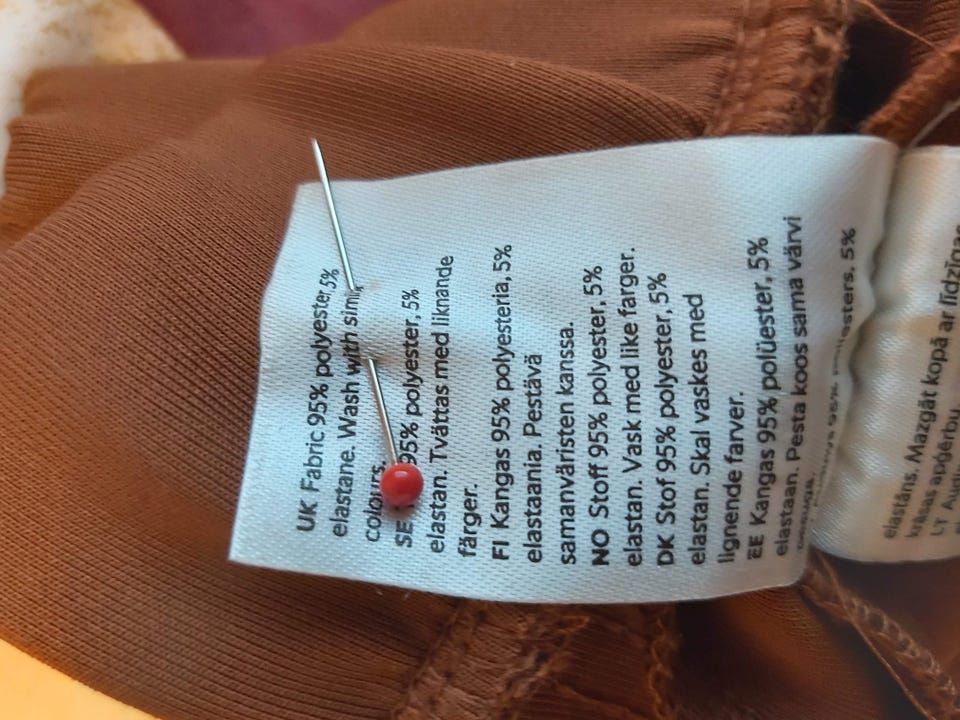 UK Fabric 95% polyester 5%
elastane. Wash with
colours.
SE 95% polyester, 5%
elastan. Tvättas med liknande
färger.
FI Kangas 95% polyesteria, 5%
elastaania. Pestävä
samanväristen kanssa.
NO Stoff 95% polyester, 5%
elastan. Vask med like farger.
DK Stof 95% polyester, 5%
elastan. Skal vaskes med
lignende farver.
EE Kangas 95% polüester, 5%
elastaan. Pesta koos sama värvi
95% 5%
elastāns. Mazgāt kopā ar līdzīgas
krāsas apģērbu.
LT